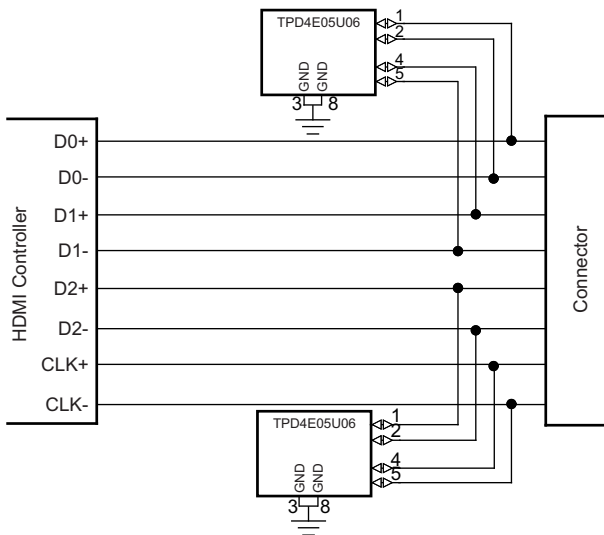 TPD4E05U06
1
2
4
5
GND
GND
3 8
HDMI Controller
D0+
D0-
D1+
D1-
D2+
D2-
CLK+
CLK-
Connector
TPD4E05U06
1
2
4
5
GND
GND
3 8